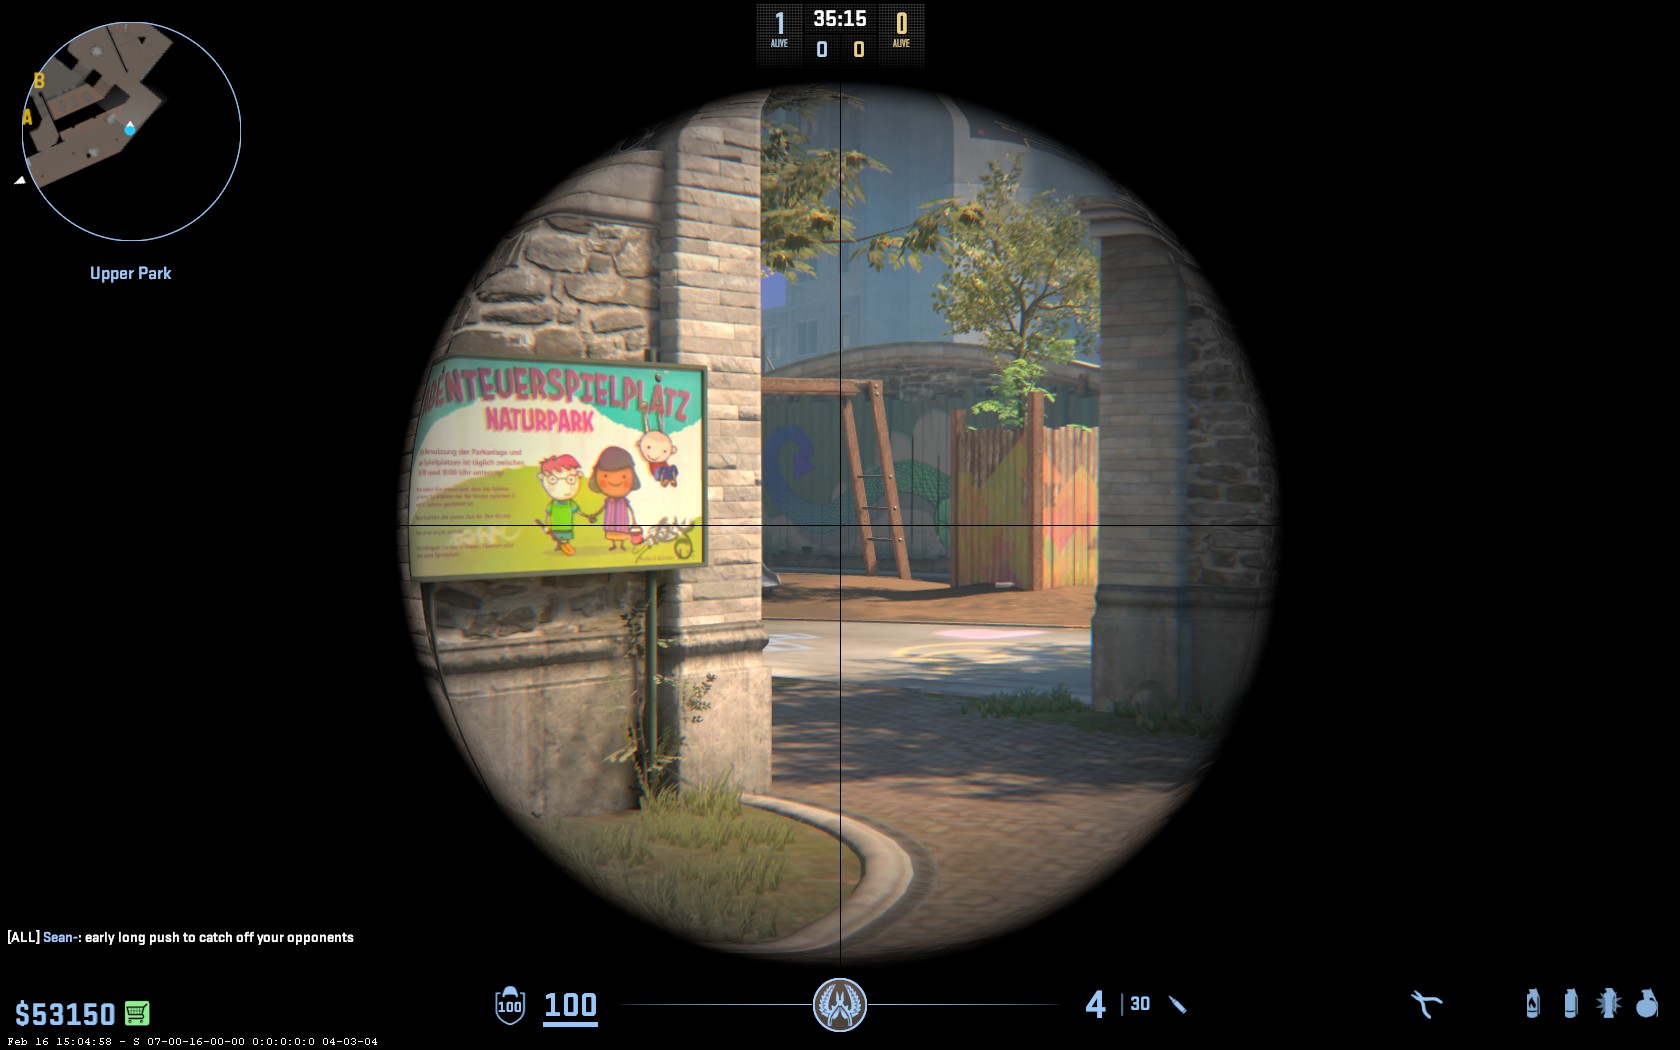 1
ALIVE
35:15
0
ALIVE
0
0
B
A
Upper Park
ABENTEUERSPIELPLATZ
NATURPARK
[ALL] Sean-: early long push to catch off your opponents
$53150
100
100
4
30
Feb 16 15:04:58 - S 07-00-16-00-00 0:0:0:0:0 04-03-04